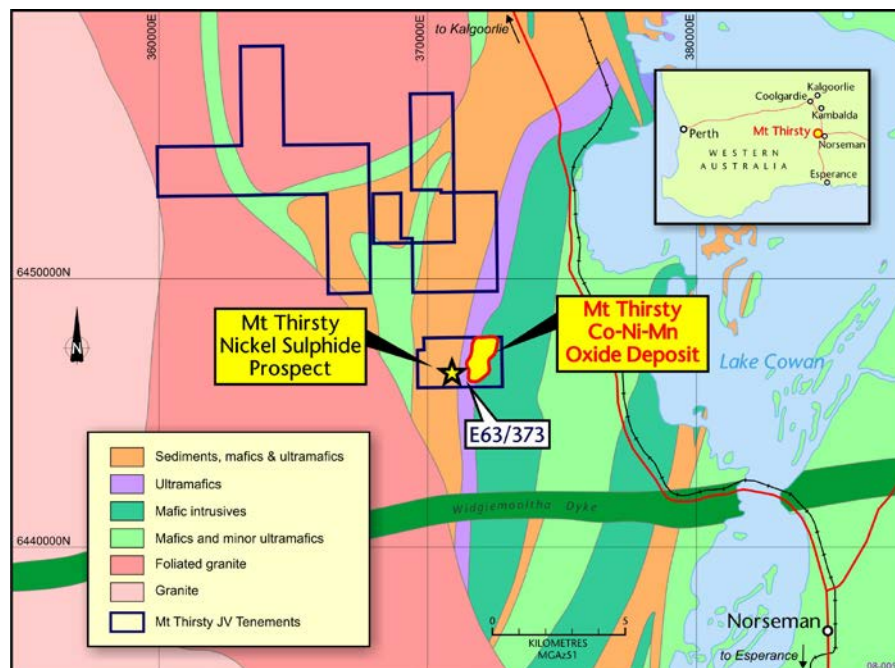 360000E
370000E
380000E
to Kalgoorlie
Kalgoorlie
Coolgardie
Kambalda
Mt Thirsty
Perth
Norseman
WESTERN
AUSTRALIA
Esperance
6450000N
Mt Thirsty
Nickel Sulphide
Prospect
Mt Thirsty
Co-Ni-Mn
Oxide Deposit
N
Lake Cowan
E63/373
Sediments, mafics & ultramafics
Ultramafics
Mafic intrusives
Mafics and minor ultramafics
Foliated granite
Granite
Mt Thirsty JV Tenements
Widgiemooltha Dyke
6440000N
0 5
KILOMETRES
MGAz51
Norseman
to Esperance